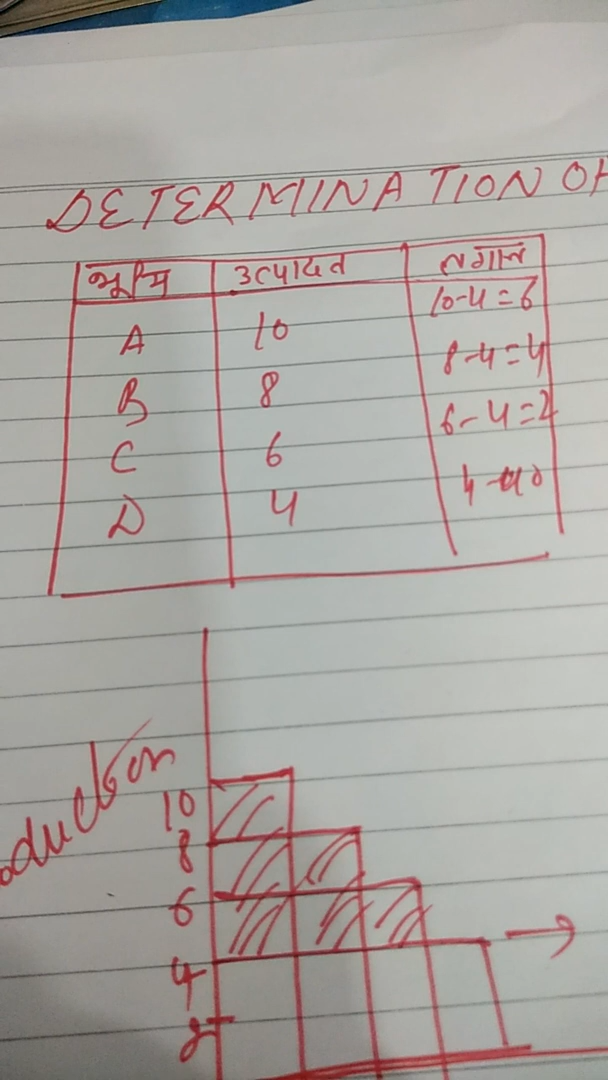 DETERMINATION OF
भूमि उत्पादन लगान
A 10 10-4=6
B 8 8-4=4
C 6 6-4=2
D 4
oduction
10
8
6
4
2